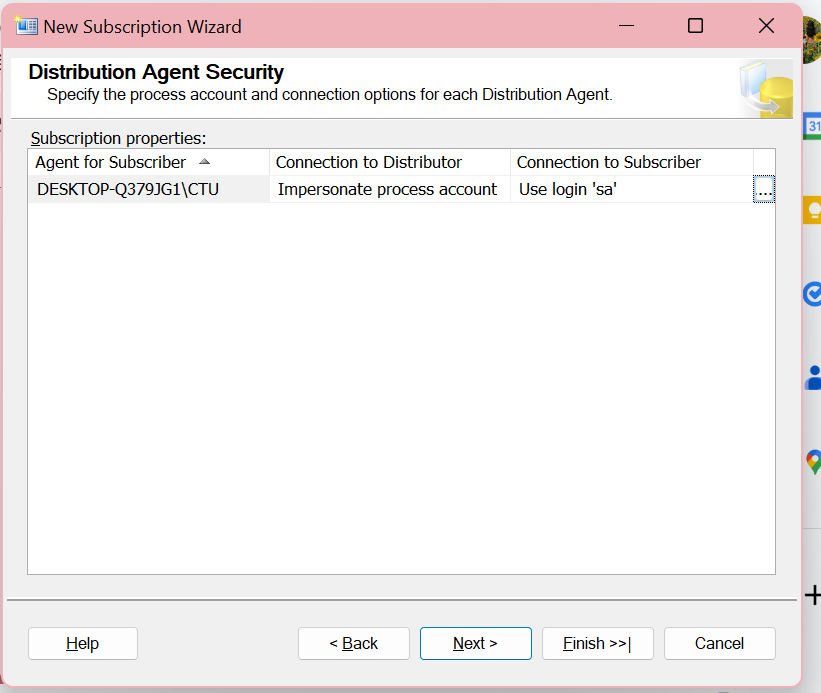 New Subscription Wizard
Distribution Agent Security
Specify the process account and connection options for each Distribution Agent.
Subscription properties:
Agent for Subscriber Connection to Distributor Connection to Subscriber
DESKTOP-Q379JG1\CTU Impersonate process account Use login 'sa' ...
Help < Back Next > Finish >>| Cancel
31